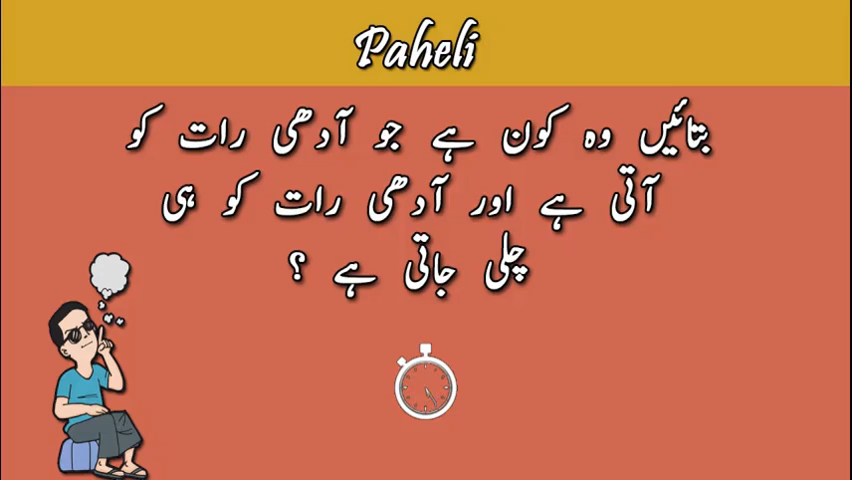 Paheli
بتائیں وہ کون ہے جو آدھی رات کو
آتی ہے اور آدھی رات کو ہی
چلی جاتی ہے ؟